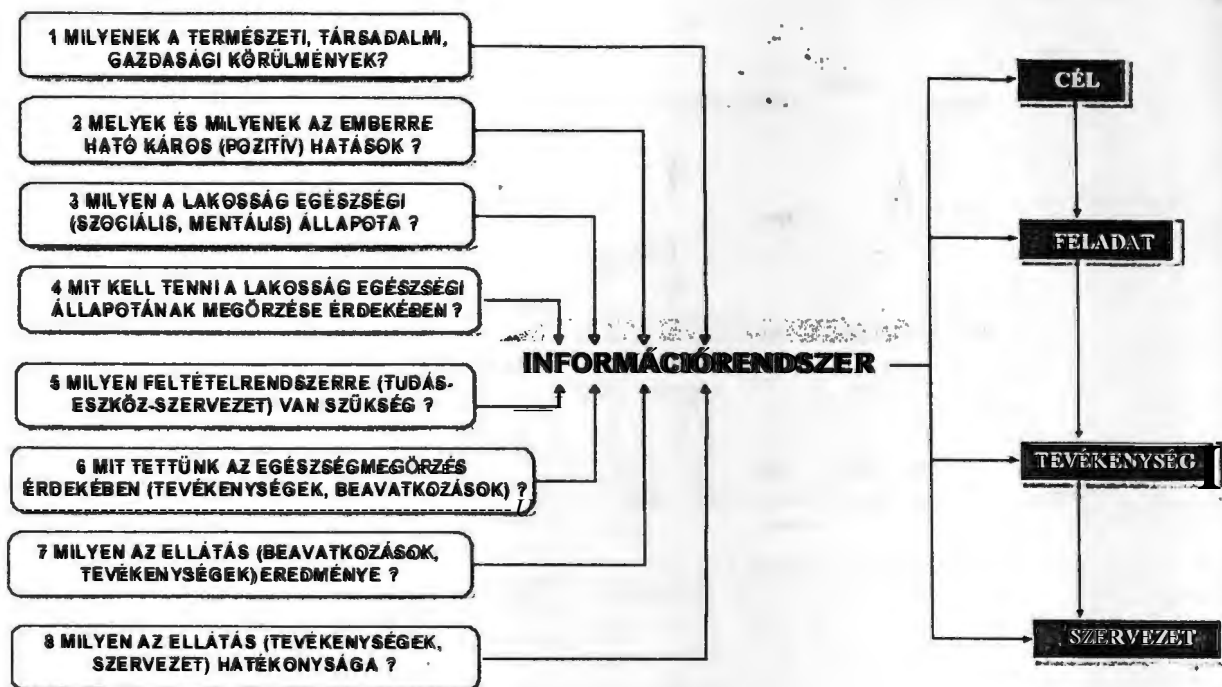 1 MILYENEK A TERMÉSZETI, TÁRSADALMI,
GAZDASÁGI KÖRÜLMÉNYEK?
2 MELYEK ÉS MILYENEK AZ EMBERRE
HATÓ KÁROS (POZITÍV) HATÁSOK ?
3 MILYEN A LAKOSSÁG EGÉSZSÉGI
(SZOCIÁLIS, MENTÁLIS) ÁLLAPOTA ?
4 MIT KELL TENNI A LAKOSSÁG EGÉSZSÉGI
ÁLLAPOTÁNAK MEGŐRZÉSE ÉRDEKÉBEN ?
5 MILYEN FELTÉTELRENDSZERRE (TUDÁS-
ESZKÖZ-SZERVEZET) VAN SZÜKSÉG ?
6 MIT TETTÜNK AZ EGÉSZSÉGMEGŐRZÉS
ÉRDEKÉBEN (TEVÉKENYSÉGEK, BEAVATKOZÁSOK) ?
7 MILYEN AZ ELLÁTÁS (BEAVATKOZÁSOK,
TEVÉKENYSÉGEK) EREDMÉNYE ?
8 MILYEN AZ ELLÁTÁS (TEVÉKENYSÉGEK,
SZERVEZET) HATÉKONYSÁGA ?
INFORMÁCIÓRENDSZER
CÉL
FELADAT
TEVÉKENYSÉG
SZERVEZET